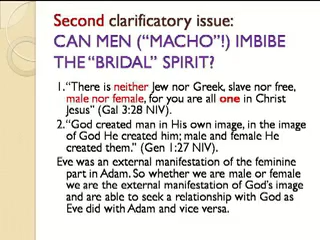 Second clarificatory issue:
CAN MEN (“MACHO”!) IMBIBE
THE “BRIDAL” SPIRIT?
1.“There is neither Jew nor Greek, slave nor free,
male nor female, for you are all one in Christ
Jesus” (Gal 3:28 NIV).
2.“God created man in His own image, in the image
of God He created him; male and female He
created them.” (Gen 1:27 NIV).
Eve was an external manifestation of the feminine
part in Adam. So whether we are male or female
we are the external manifestation of God’s image
and are able to seek a relationship with God as
Eve did with Adam and vice versa.